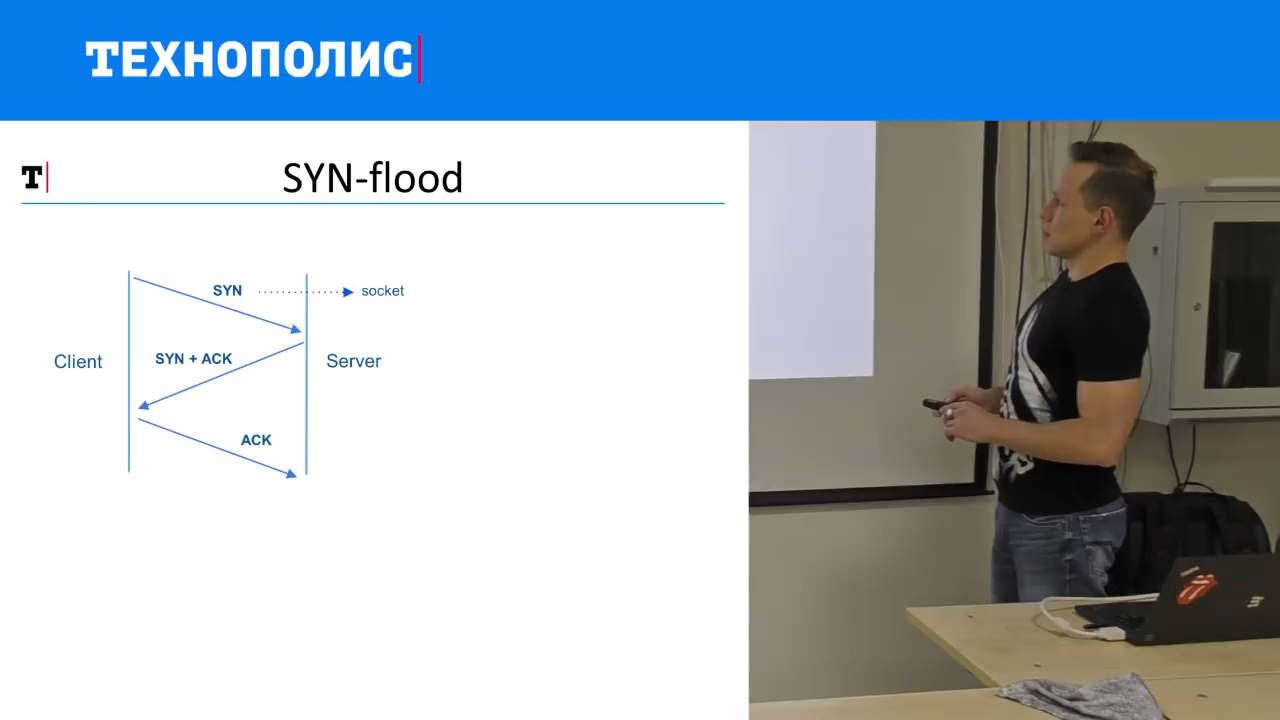 ТЕХНОПОЛИС
T
SYN-flood
SYN
socket
Client
SYN + ACK
Server
ACK